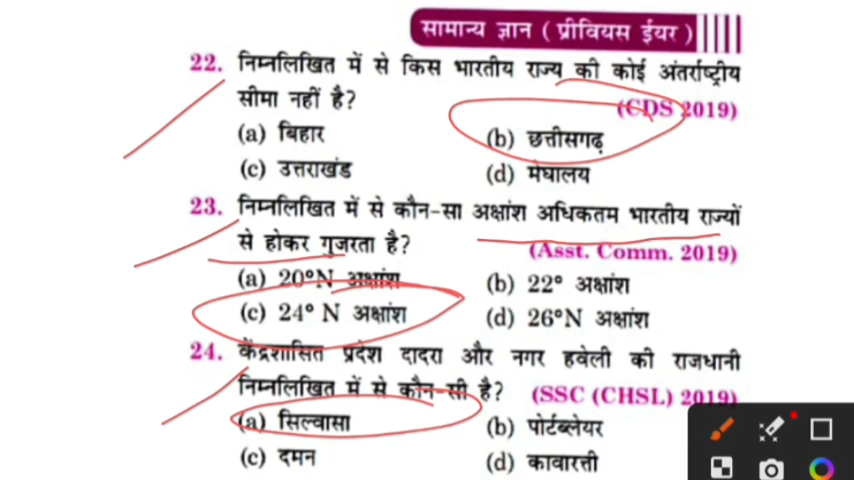 सामान्य ज्ञान ( प्रीवियस ईयर )
22. निम्नलिखित में से किस भारतीय राज्य की कोई अंतर्राष्ट्रीय
सीमा नहीं है?
(CDS 2019)
(a) बिहार (b) छत्तीसगढ़
(c) उत्तराखंड (d) मेघालय
23. निम्नलिखित में से कौन-सा अक्षांश अधिकतम भारतीय राज्यों
से होकर गुजरता है? (Asst. Comm. 2019)
(a) 20°N अक्षांश (b) 22° अक्षांश
(c) 24° N अक्षांश (d) 26°N अक्षांश
24. केंद्रशासित प्रदेश दादरा और नगर हवेली की राजधानी
निम्नलिखित में से कौन-सी है? (SSC (CHSL) 2019)
(a) सिल्वासा (b) पोर्टब्लेयर
(c) दमन (d) कावारत्ती